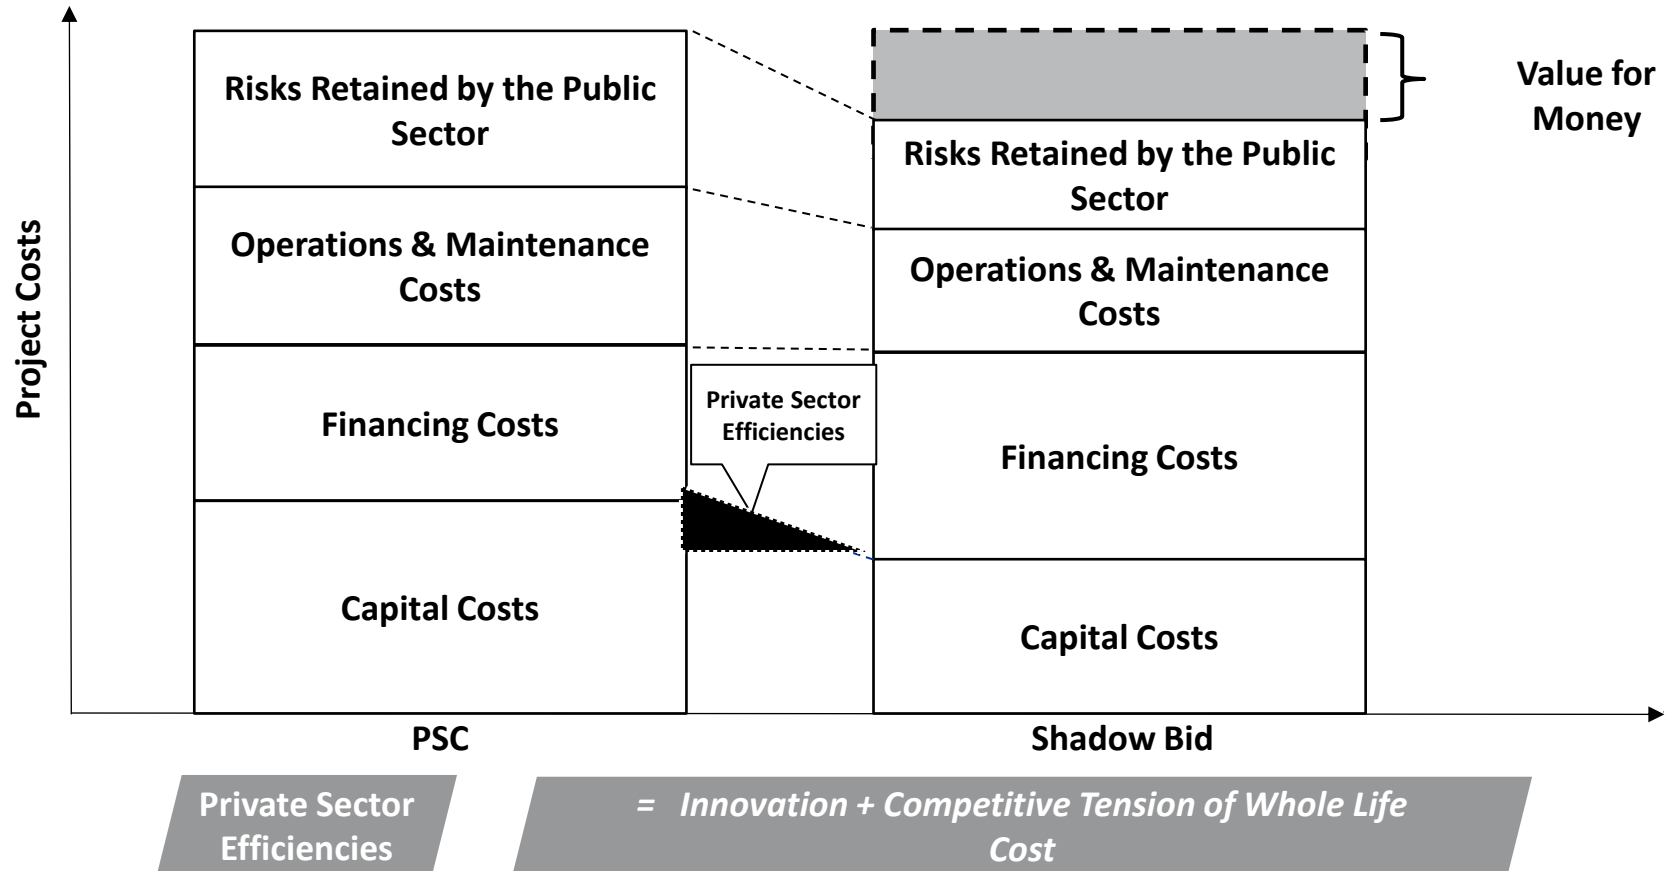 Project Costs
Risks Retained by the Public
Sector
Operations & Maintenance
Costs
Financing Costs
Capital Costs
PSC
Private Sector
Efficiencies
Risks Retained by the Public
Sector
Operations & Maintenance
Costs
Financing Costs
Capital Costs
Shadow Bid
Value for
Money
Private Sector
Efficiencies
= Innovation + Competitive Tension of Whole Life
Cost